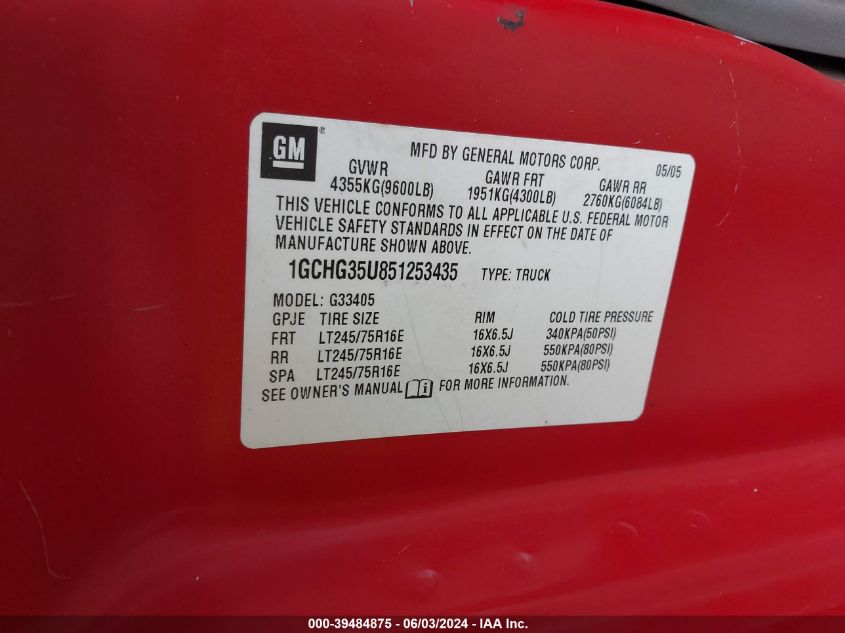 GM®
MFD BY GENERAL MOTORS CORP. 05/05
GVWR GAWR FRT GAWR RR
4355KG(9600LB) 1951KG(4300LB) 2760KG(6084LB)
THIS VEHICLE CONFORMS TO ALL APPLICABLE U.S. FEDERAL MOTOR
VEHICLE SAFETY STANDARDS IN EFFECT ON THE DATE OF
MANUFACTURE SHOWN ABOVE.
1GCHG35U851253435 TYPE: TRUCK
MODEL: G33405
GPJE TIRE SIZE RIM COLD TIRE PRESSURE
FRT LT245/75R16E 16X6.5J 340KPA(50PSI)
RR LT245/75R16E 16X6.5J 550KPA(80PSI)
SPA LT245/75R16E 16X6.5J 550KPA(80PSI)
SEE OWNER'S MANUAL FOR MORE INFORMATION.
000-39484875 - 06/03/2024 - IAA Inc.